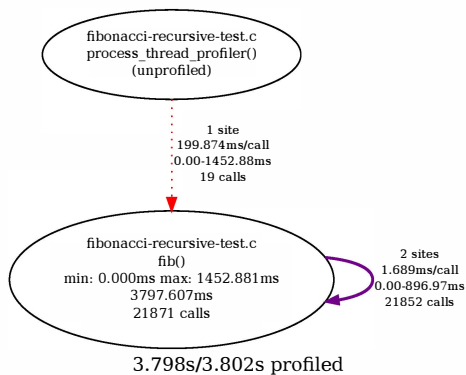 fibonacci-recursive-test.c
process_thread_profiler()
(unprofiled)
1 site
199.874ms/call
0.00-1452.88ms
19 calls
fibonacci-recursive-test.c
fib()
min: 0.000ms max: 1452.881ms
3797.607ms
21871 calls
2 sites
1.689ms/call
0.00-896.97ms
21852 calls
3.798s/3.802s profiled